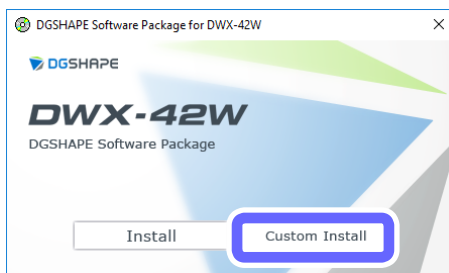 DGSHAPE Software Package for DWX-42W
DGSHAPE
DWX-42W
DGSHAPE Software Package
Install
Custom Install